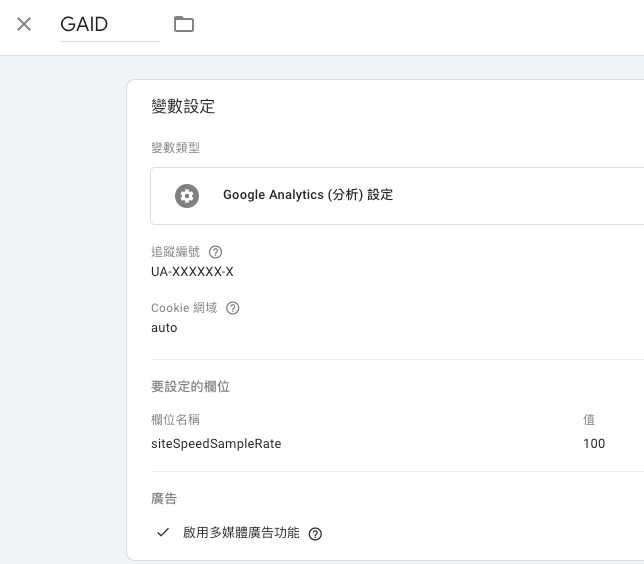 GAID
變數設定
變數類型
Google Analytics (分析) 設定
追蹤編號
UA-XXXXXX-X
Cookie 網域
auto
要設定的欄位
欄位名稱 值
siteSpeedSampleRate 100
廣告
啟用多媒體廣告功能